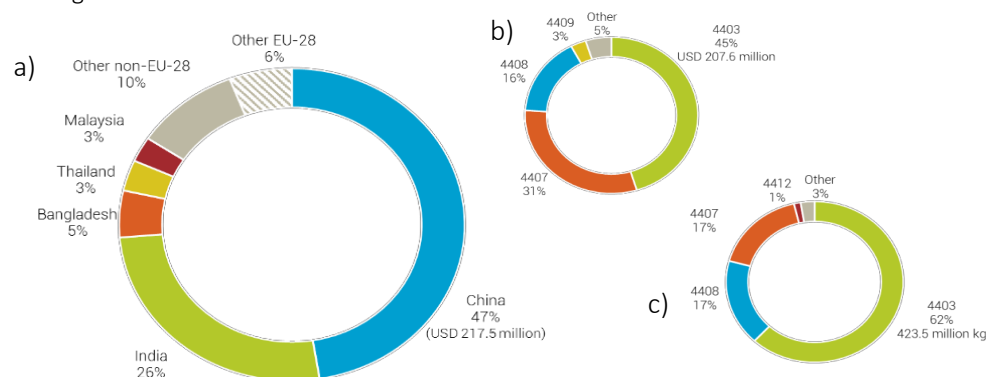 a)
Other EU-28
6%
Other non-EU-28
10%
Malaysia
3%
Thailand
3%
Bangladesh
5%
India
26%
China
47%
(USD 217.5 million)
b)
4409
3%
Other
5%
4403
45%
USD 207.6 million
4408
16%
4407
31%
c)
4412
1%
Other
3%
4407
17%
4408
17%
4403
62%
423.5 million kg